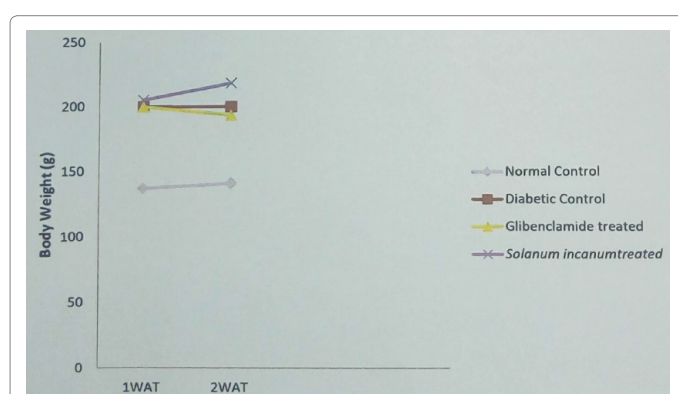 250
200
150
100
50
0
Body Weight (g)
1WAT
2WAT
Normal Control
Diabetic Control
Glibenclamide treated
Solanum incanumtreated